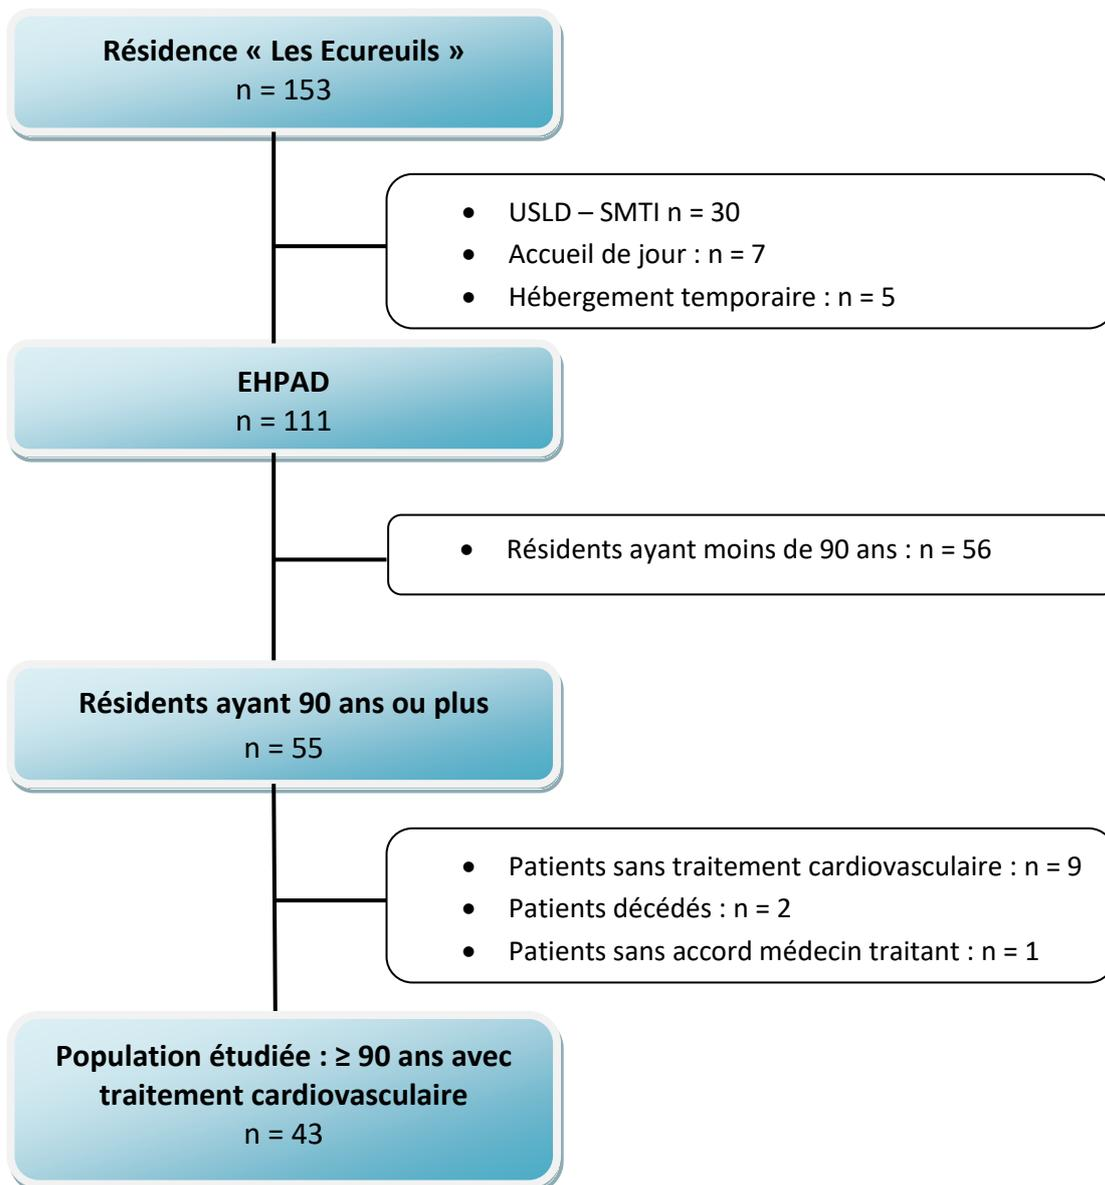 Résidence « Les Ecureuils »
n = 153
• USLD – SMTI n = 30
• Accueil de jour : n = 7
• Hébergement temporaire : n = 5
EHPAD
n = 111
• Résidents ayant moins de 90 ans : n = 56
Résidents ayant 90 ans ou plus
n = 55
• Patients sans traitement cardiovasculaire : n = 9
• Patients décédés : n = 2
• Patients sans accord médecin traitant : n = 1
Population étudiée : ≥ 90 ans avec
traitement cardiovasculaire
n = 43